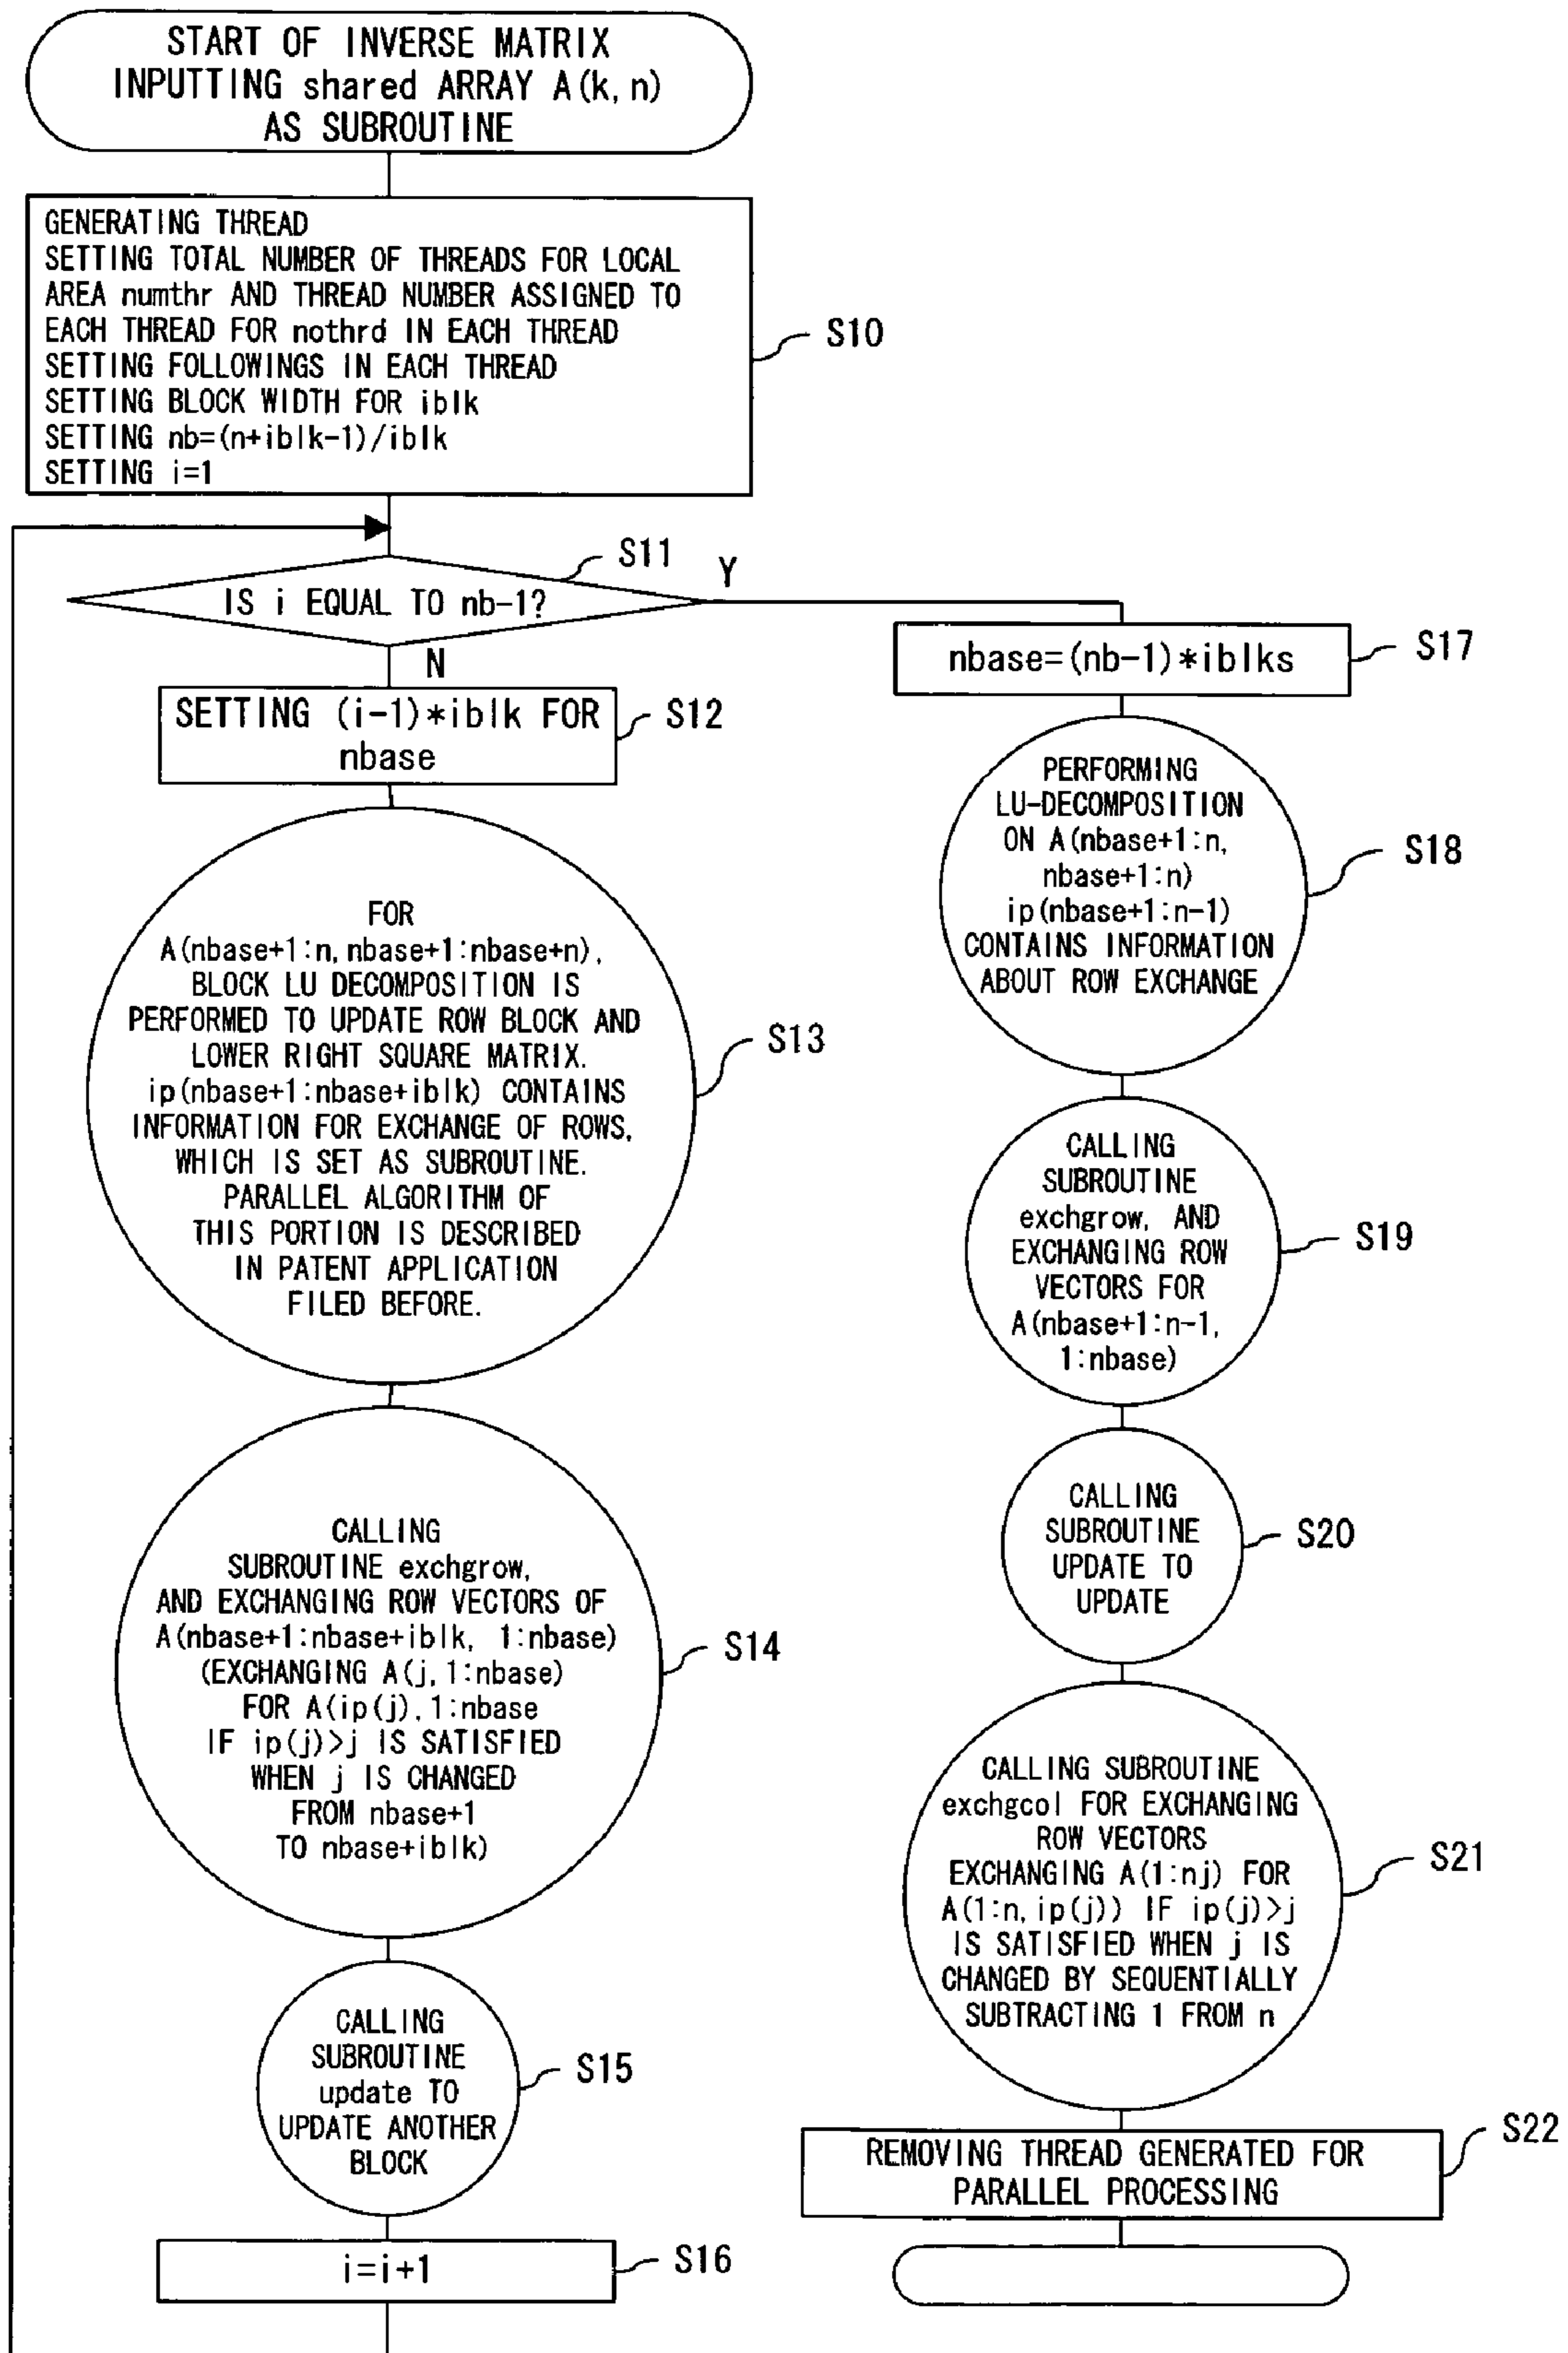 START OF INVERSE MATRIX
INPUTTING shared ARRAY A(k,n)
AS SUBROUTINE
GENERATING THREAD
SETTING TOTAL NUMBER OF THREADS FOR LOCAL
AREA numthr AND THREAD NUMBER ASSIGNED TO
EACH THREAD FOR nothrd IN EACH THREAD
SETTING FOLLOWINGS IN EACH THREAD
SETTING BLOCK WIDTH FOR iblk
SETTING nb=(n+iblk-1)/iblk
SETTING i=1
S10
S11
IS i EQUAL TO nb-1?
Y
N
SETTING (i-1)*iblk FOR
nbase
S12
FOR
A(nbase+1:n,nbase+1:nbase+n),
BLOCK LU DECOMPOSITION IS
PERFORMED TO UPDATE ROW BLOCK AND
LOWER RIGHT SQUARE MATRIX.
ip(nbase+1:nbase+iblk) CONTAINS
INFORMATION FOR EXCHANGE OF ROWS,
WHICH IS SET AS SUBROUTINE.
PARALLEL ALGORITHM OF
THIS PORTION IS DESCRIBED
IN PATENT APPLICATION
FILED BEFORE.
S13
CALLING
SUBROUTINE exchgrow,
AND EXCHANGING ROW VECTORS OF
A(nbase+1:nbase+iblk, 1:nbase)
(EXCHANGING A(j,1:nbase)
FOR A(ip(j),1:nbase
IF ip(j)>j IS SATISFIED
WHEN j IS CHANGED
FROM nbase+1
TO nbase+iblk)
S14
CALLING
SUBROUTINE
update TO
UPDATE ANOTHER
BLOCK
S15
i=i+1
S16
nbase=(nb-1)*iblks
S17
PERFORMING
LU-DECOMPOSITION
ON A(nbase+1:n,
nbase+1:n)
ip(nbase+1:n-1)
CONTAINS INFORMATION
ABOUT ROW EXCHANGE
S18
CALLING
SUBROUTINE
exchgrow, AND
EXCHANGING ROW
VECTORS FOR
A(nbase+1:n-1,
1:nbase)
S19
CALLING
SUBROUTINE
UPDATE TO
UPDATE
S20
CALLING SUBROUTINE
exchgcol FOR EXCHANGING
ROW VECTORS
EXCHANGING A(1:nj) FOR
A(1:n,ip(j)) IF ip(j)>j
IS SATISFIED WHEN j IS
CHANGED BY SEQUENTIALLY
SUBTRACTING 1 FROM n
S21
REMOVING THREAD GENERATED FOR
PARALLEL PROCESSING
S22